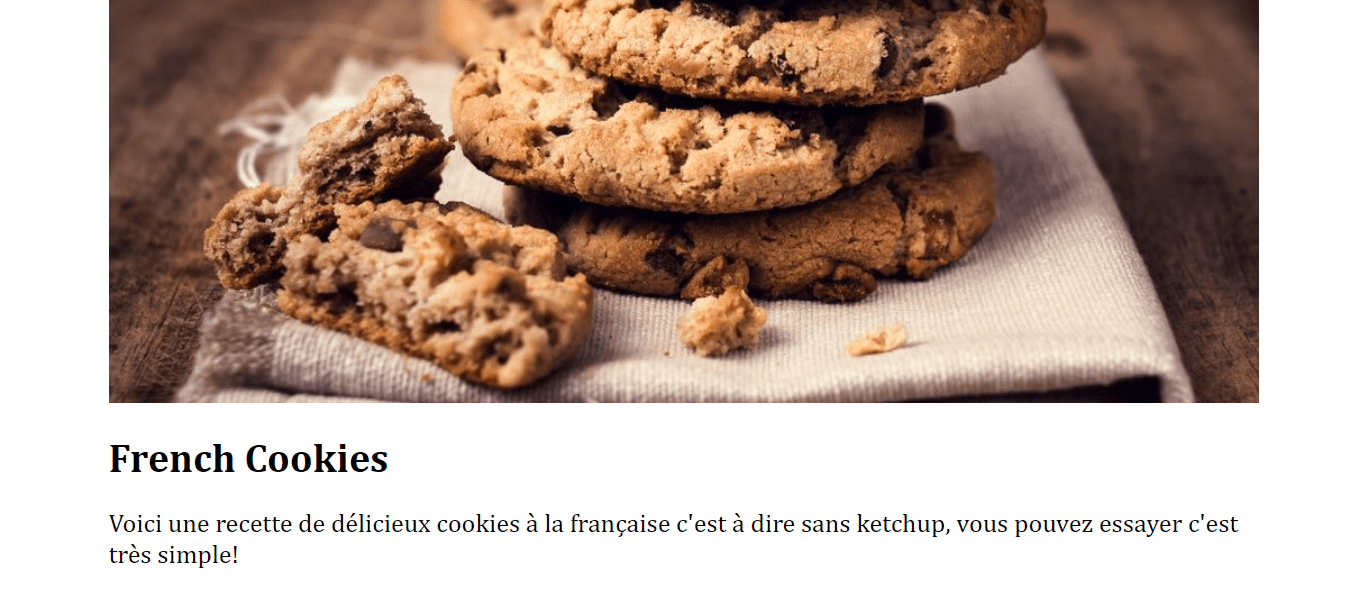 French Cookies
Voici une recette de délicieux cookies à la française c'est à dire sans ketchup, vous pouvez essayer c'est
très simple!